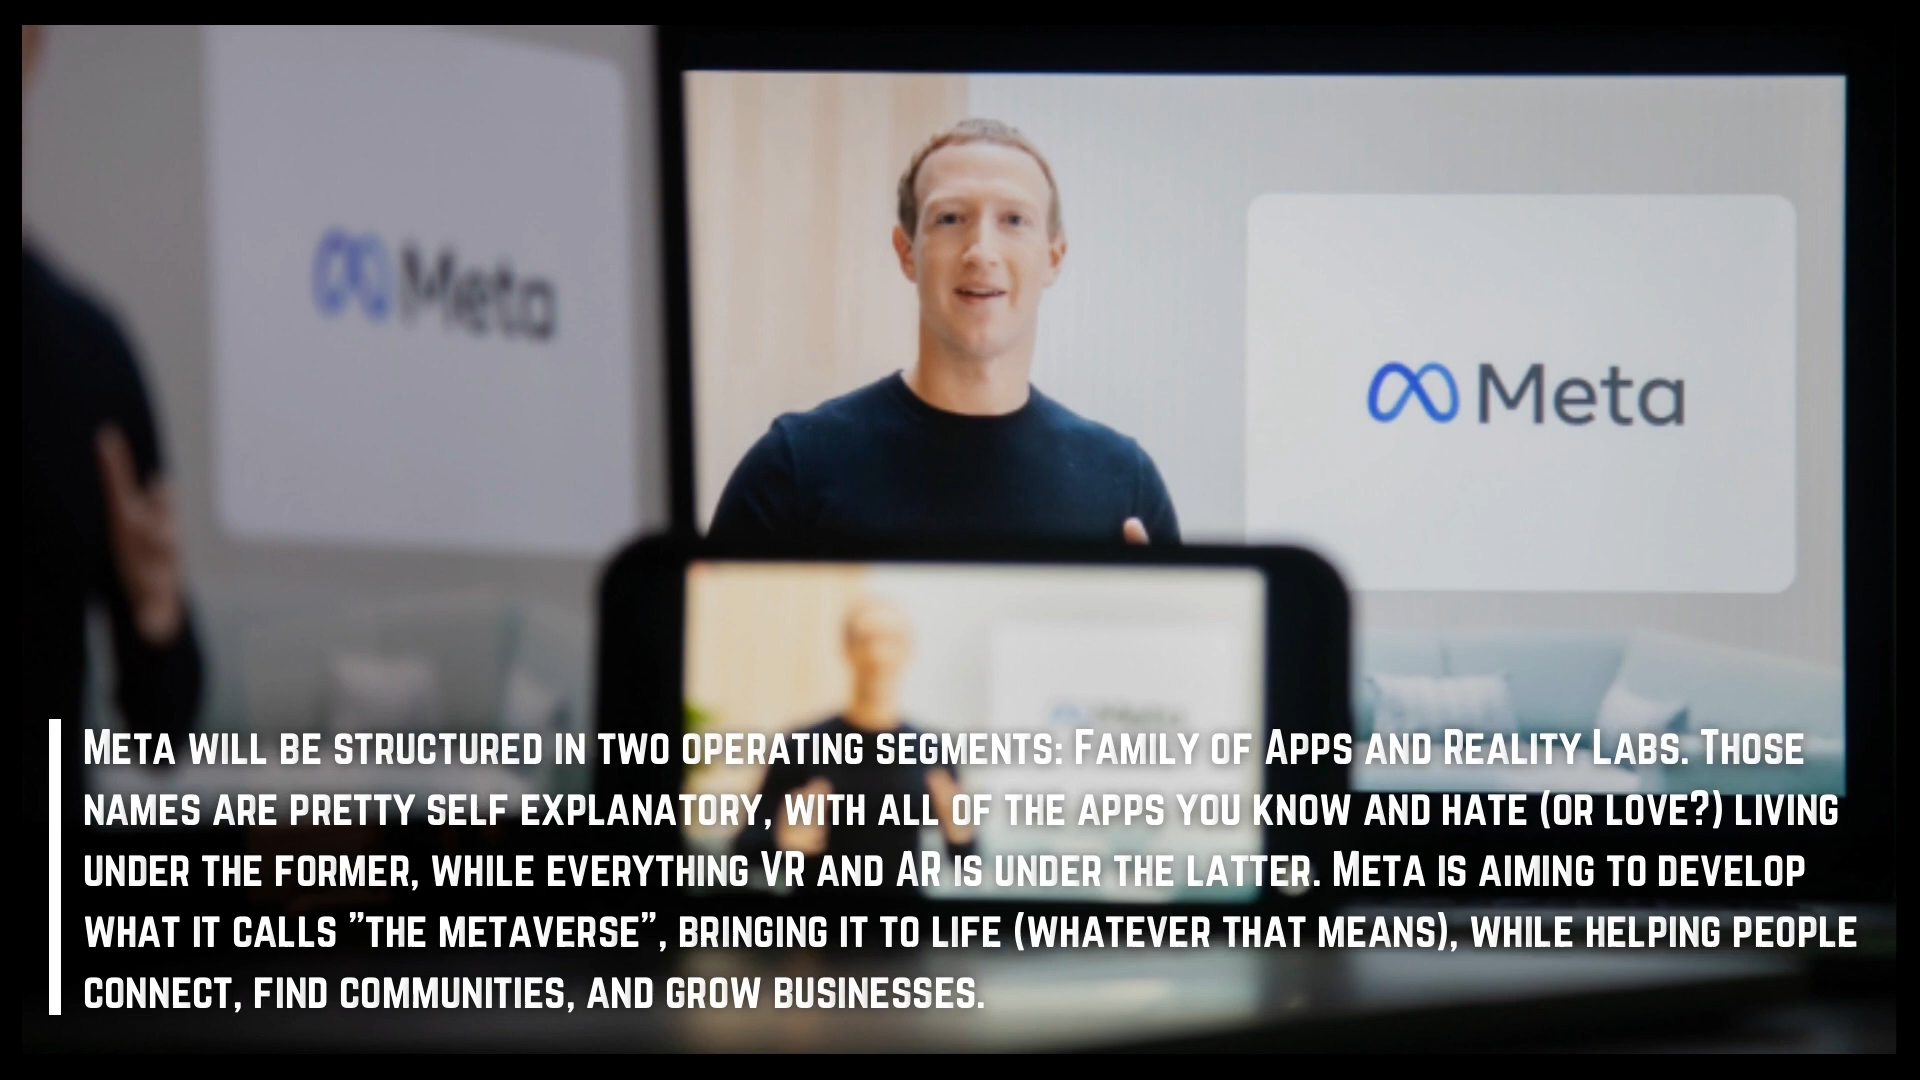 Meta
Meta
Meta
Meta will be structured in two operating segments: Family of Apps and Reality Labs. Those
names are pretty self explanatory, with all of the apps you know and hate (or love?) living
under the former, while everything VR and AR is under the latter. Meta is aiming to develop
what it calls "the metaverse", bringing it to life (whatever that means), while helping people
connect, find communities, and grow businesses.